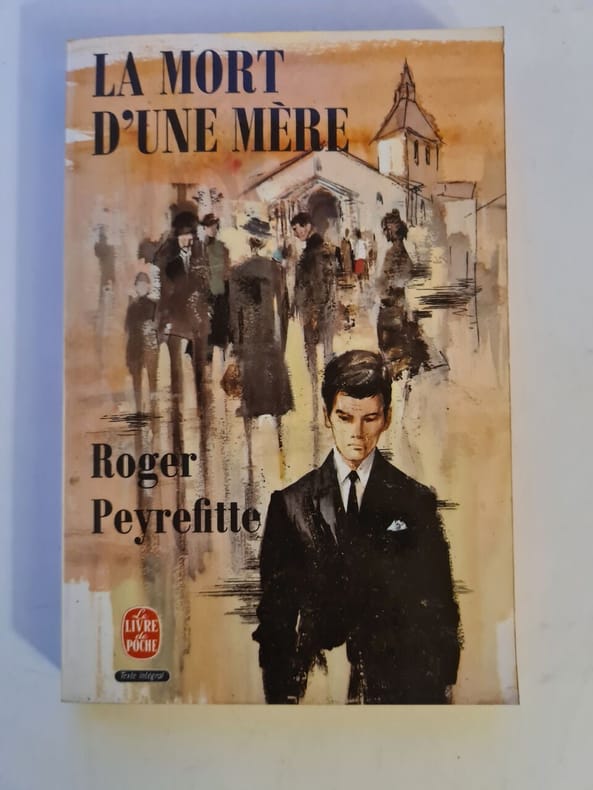 LA MORT
D'UNE MÈRE
Roger
Peyrefitte
Le
LIVRE
de
POCHE
Texte intégral